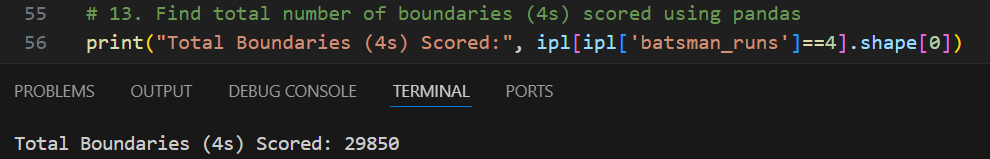 55 # 13. Find total number of boundaries (4s) scored using pandas
56 print("Total Boundaries (4s) Scored:", ipl[ipl['batsman_runs']==4].shape[0])
PROBLEMS OUTPUT DEBUG CONSOLE TERMINAL PORTS
Total Boundaries (4s) Scored: 29850